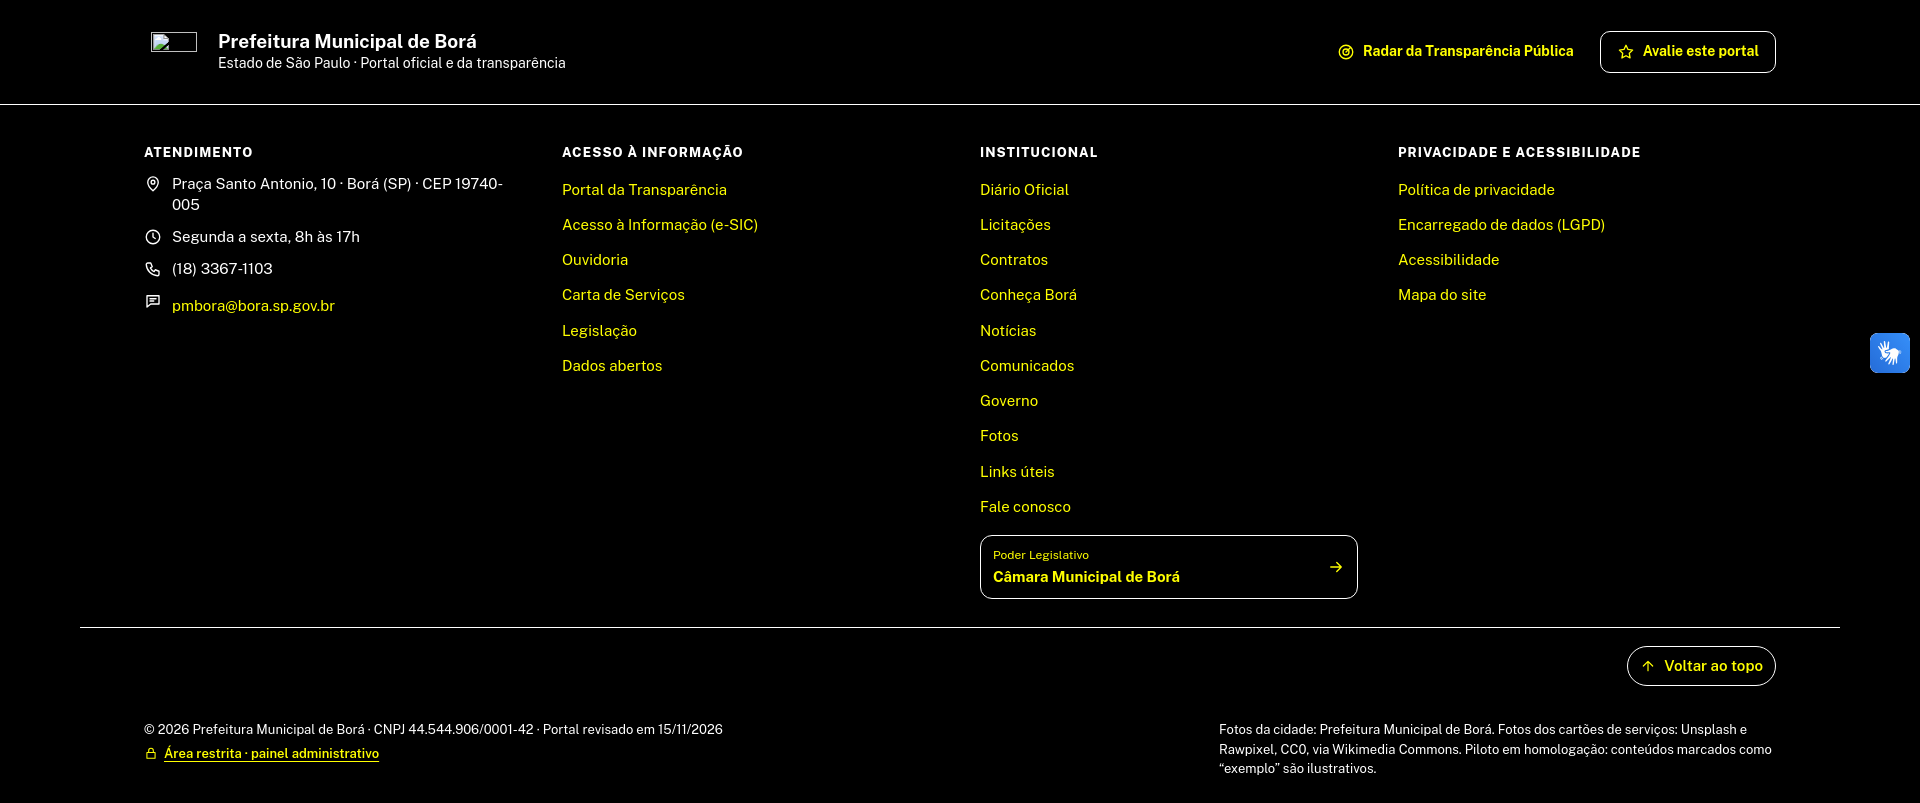 Prefeitura Municipal de Borá
Estado de São Paulo · Portal oficial e da transparência
Radar da Transparência Pública
Avalie este portal
ATENDIMENTO
Praça Santo Antonio, 10 · Borá (SP) · CEP 19740-
005
Segunda a sexta, 8h às 17h
(18) 3367-1103
pmbora@bora.sp.gov.br
ACESSO À INFORMAÇÃO
Portal da Transparência
Acesso à Informação (e-SIC)
Ouvidoria
Carta de Serviços
Legislação
Dados abertos
INSTITUCIONAL
Diário Oficial
Licitações
Contratos
Conheça Borá
Notícias
Comunicados
Governo
Fotos
Links úteis
Fale conosco
Poder Legislativo
Câmara Municipal de Borá
PRIVACIDADE E ACESSIBILIDADE
Política de privacidade
Encarregado de dados (LGPD)
Acessibilidade
Mapa do site
Voltar ao topo
© 2026 Prefeitura Municipal de Borá · CNPJ 44.544.906/0001-42 · Portal revisado em 15/11/2026
Área restrita · painel administrativo
Fotos da cidade: Prefeitura Municipal de Borá. Fotos dos cartões de serviços: Unsplash e
Rawpixel, CC0, via Wikimedia Commons. Piloto em homologação: conteúdos marcados como
“exemplo” são ilustrativos.